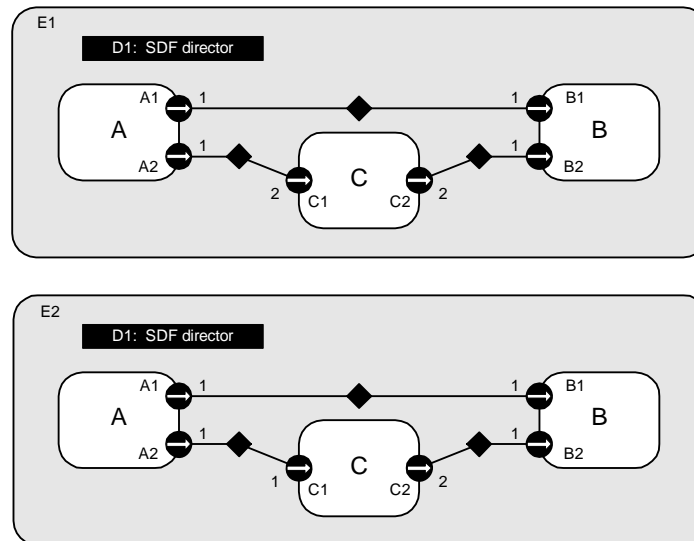 E1
D1: SDF director
A1 1 1 B1
A B
1 1
A2 C B2
2 C1 C2 2
E2
D1: SDF director
A1 1 1 B1
A B
1 1
A2 C B2
1 C1 C2 2